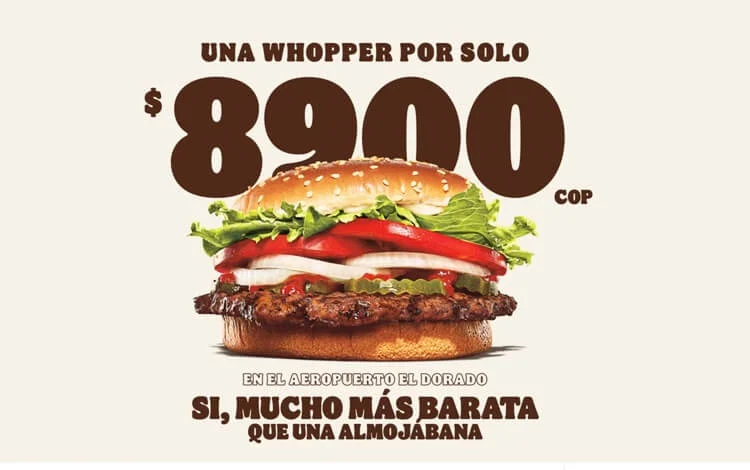 UNA WHOPPER POR SOLO
$8900
COP
EN EL AEROPUERTO EL DORADO
SI, MUCHO MÁS BARATA
QUE UNA ALMOJÁBANA